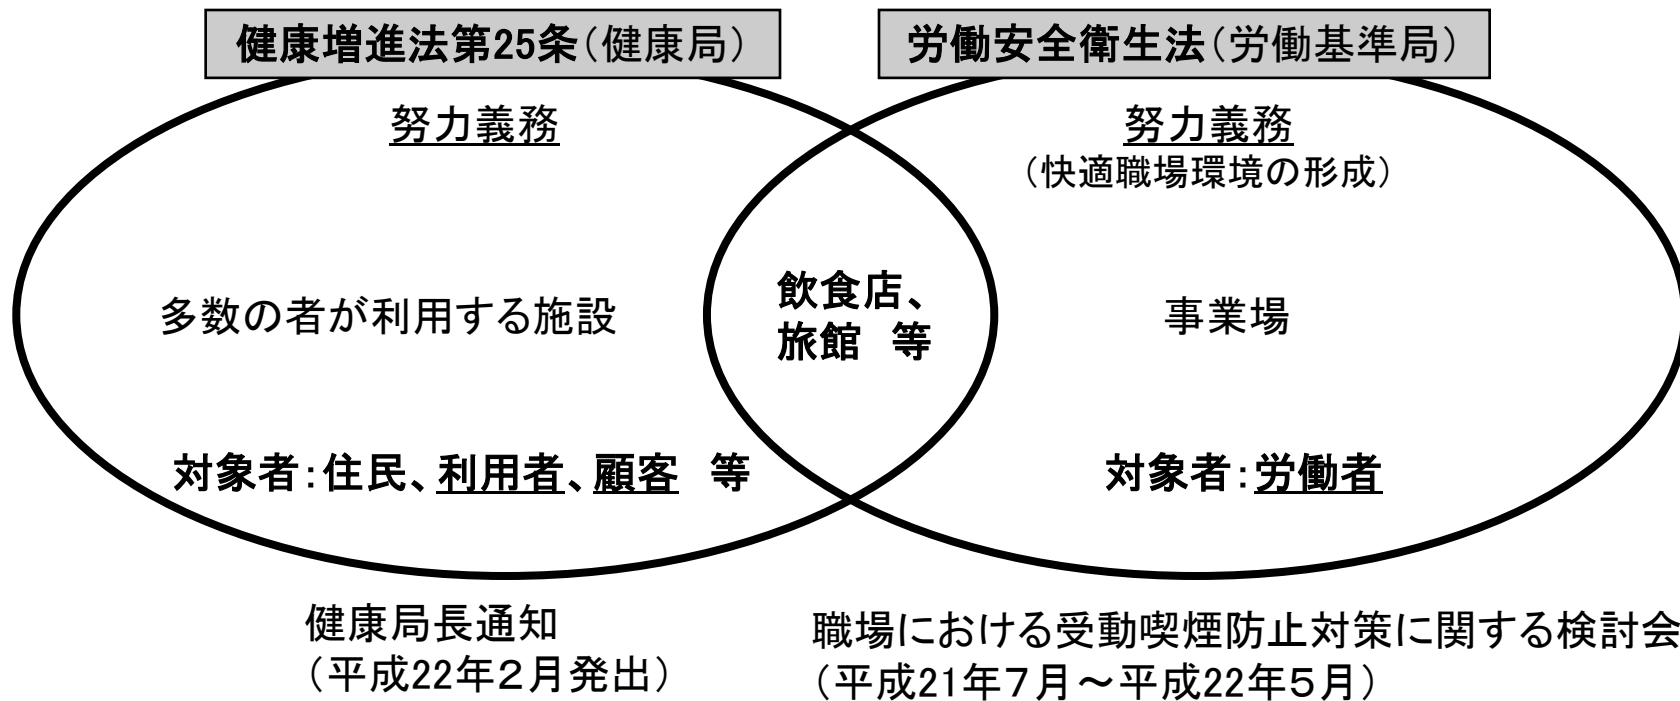 健康増進法第25条（健康局）
努力義務
多数の者が利用する施設
対象者：住民、利用者、顧客　等
飲食店、
旅館　等
労働安全衛生法（労働基準局）
努力義務
（快適職場環境の形成）
事業場
対象者：労働者
健康局長通知
（平成22年２月発出）
職場における受動喫煙防止対策に関する検討会
（平成21年７月～平成22年５月）